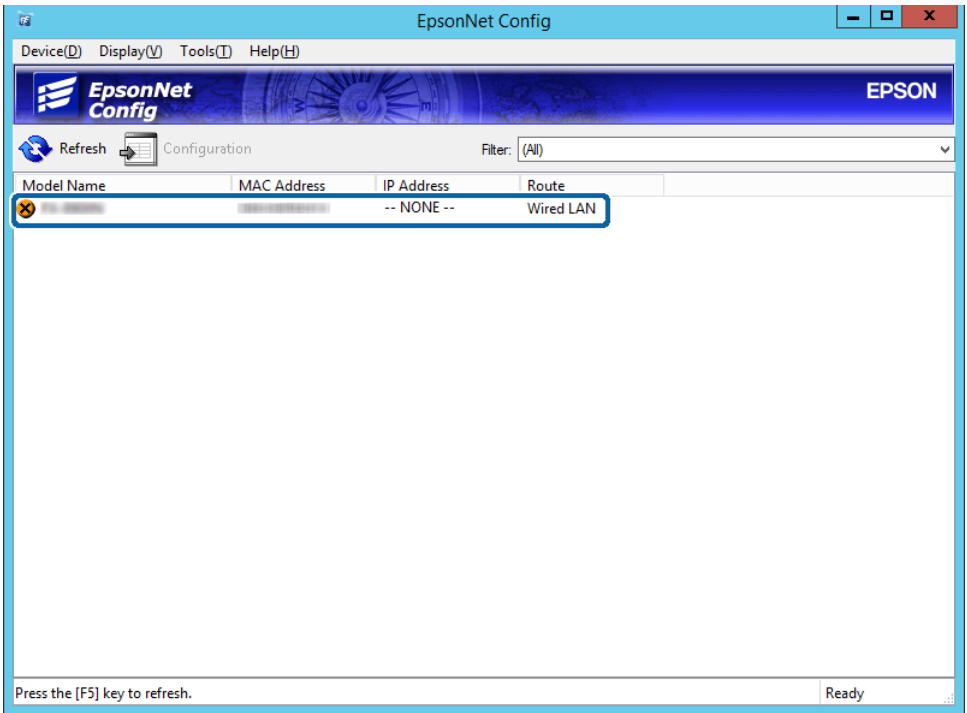 EpsonNet Config
Device(D) Display(V) Tools(T) Help(H)
EpsonNet
Config
EPSON
Refresh Configuration Filter: (All)
Model Name MAC Address IP Address Route
-- NONE -- Wired LAN
Press the [F5] key to refresh. Ready